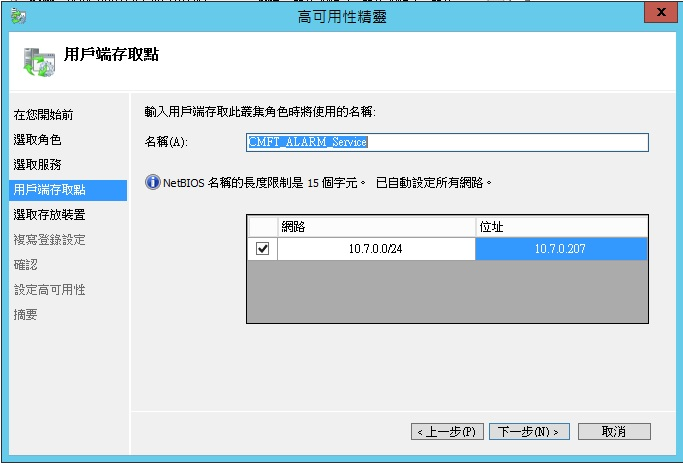 高可用性精靈
x
用戶端存取點
在您開始前
選取角色
選取服務
用戶端存取點
選取存放裝置
複寫登錄設定
確認
設定高可用性
摘要
輸入用戶端存取此叢集角色時將使用的名稱:
名稱(A):
CMFT_ALARM_Service
NetBIOS 名稱的長度限制是 15 個字元。 已自動設定所有網路。
網路 位址
10.7.0.0/24 10.7.0.207
< 上一步(P) 下一步(N) > 取消